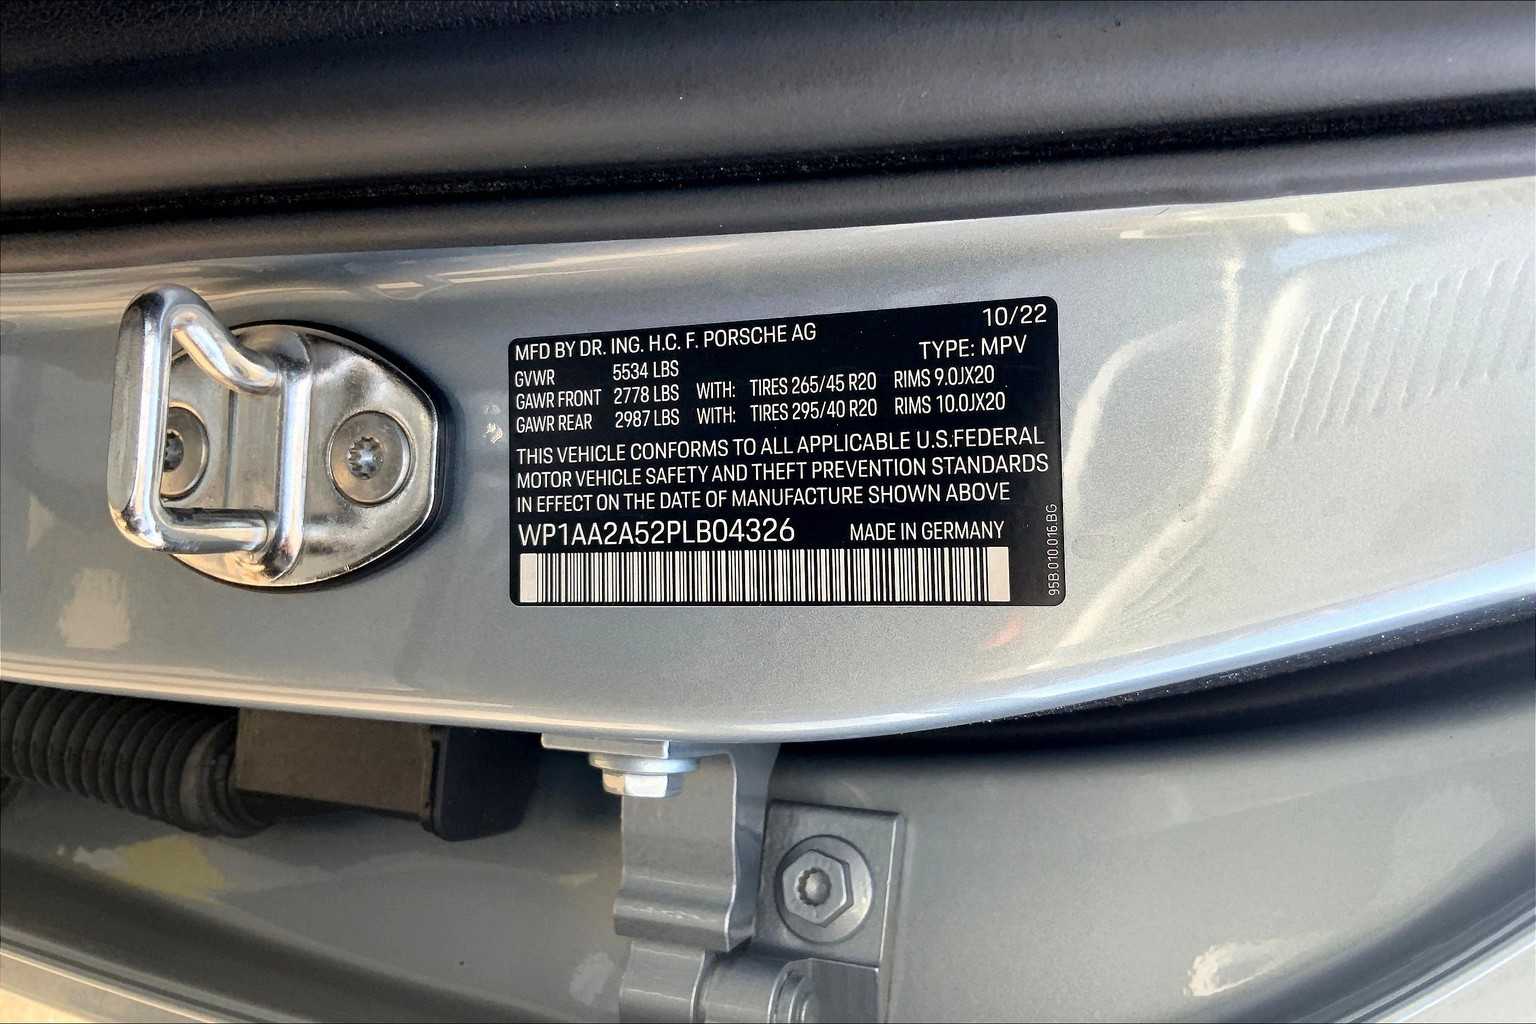 MFD BY DR. ING. H.C. F. PORSCHE AG 10/22
TYPE: MPV
GVWR 5534 LBS
GAWR FRONT 2778 LBS WITH: TIRES 265/45 R20 RIMS 9.0JX20
GAWR REAR 2987 LBS WITH: TIRES 295/40 R20 RIMS 10.0JX20
THIS VEHICLE CONFORMS TO ALL APPLICABLE U.S.FEDERAL
MOTOR VEHICLE SAFETY AND THEFT PREVENTION STANDARDS
IN EFFECT ON THE DATE OF MANUFACTURE SHOWN ABOVE
WP1AA2A52PLB04326 MADE IN GERMANY
95B.010.016.BG